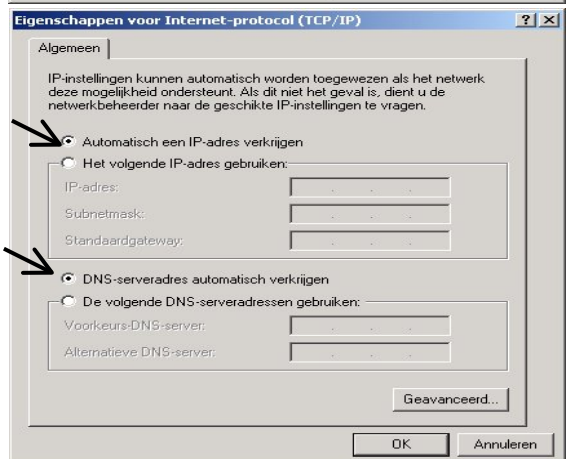 Eigenschappen voor Internet-protocol (TCP/IP)
Algemeen
IP-instellingen kunnen automatisch worden toegewezen als het netwerk
deze mogelijkheid ondersteunt. Als dit niet het geval is, dient u de
netwerkbeheerder naar de geschikte IP-instellingen te vragen.
Automatisch een IP-adres verkrijgen
Het volgende IP-adres gebruiken:
IP-adres:
Subnetmask:
Standaardgateway:
DNS-serveradres automatisch verkrijgen
De volgende DNS-serveradressen gebruiken:
Voorkeurs-DNS-server:
Alternatieve DNS-server:
Geavanceerd...
OK Annuleren